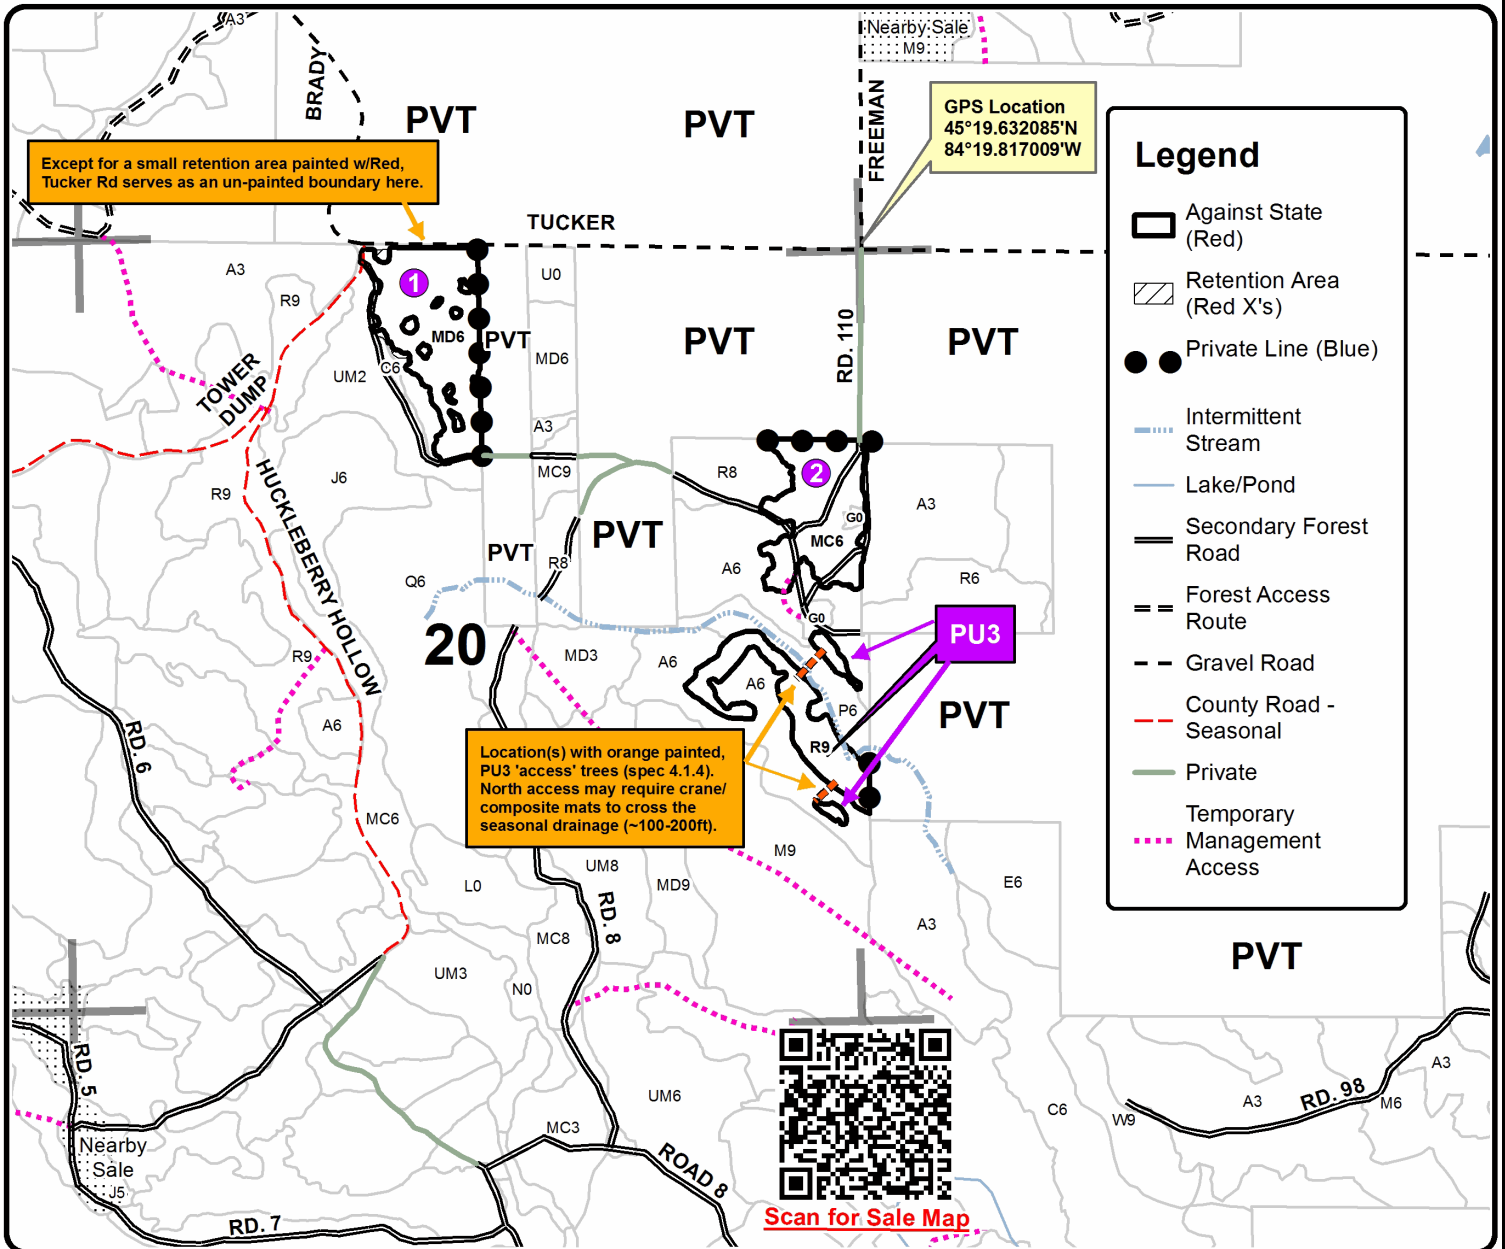 A3
Nearby Sale
M9
BRADY
PVT
PVT
FREEMAN
GPS Location
45°19.632085'N
84°19.817009'W
Except for a small retention area painted w/Red,
Tucker Rd serves as an un-painted boundary here.
TUCKER
Legend
Against State
(Red)
Retention Area
(Red X's)
Private Line (Blue)
Intermittent
Stream
Lake/Pond
Secondary Forest
Road
Forest Access
Route
Gravel Road
County Road -
Seasonal
Private
Temporary
Management
Access
A3
R9
1
U0
MD6
PVT
MD6
PVT
RD. 110
PVT
UM2
C6
TOWER
DUMP
A3
J6
R9
HUCKLEBERRY HOLLOW
MC9
R8
2
G0
MC6
A3
PVT
PVT
R8
A6
R6
Q6
G0
20
PU3
MD3
A6
R9
A6
A6
P6
PVT
R9
RD. 6
Location(s) with orange painted,
PU3 'access' trees (spec 4.1.4).
North access may require crane/
composite mats to cross the
seasonal drainage (~100-200ft).
MC6
M9
UM8
MD9
L0
E6
RD. 8
A3
MC8
PVT
UM3
N0
RD. 5
UM6
A3
RD. 98
A3
M6
C6
W9
MC3
Nearby
Sale
J5
ROAD 8
RD. 7
Scan for Sale Map